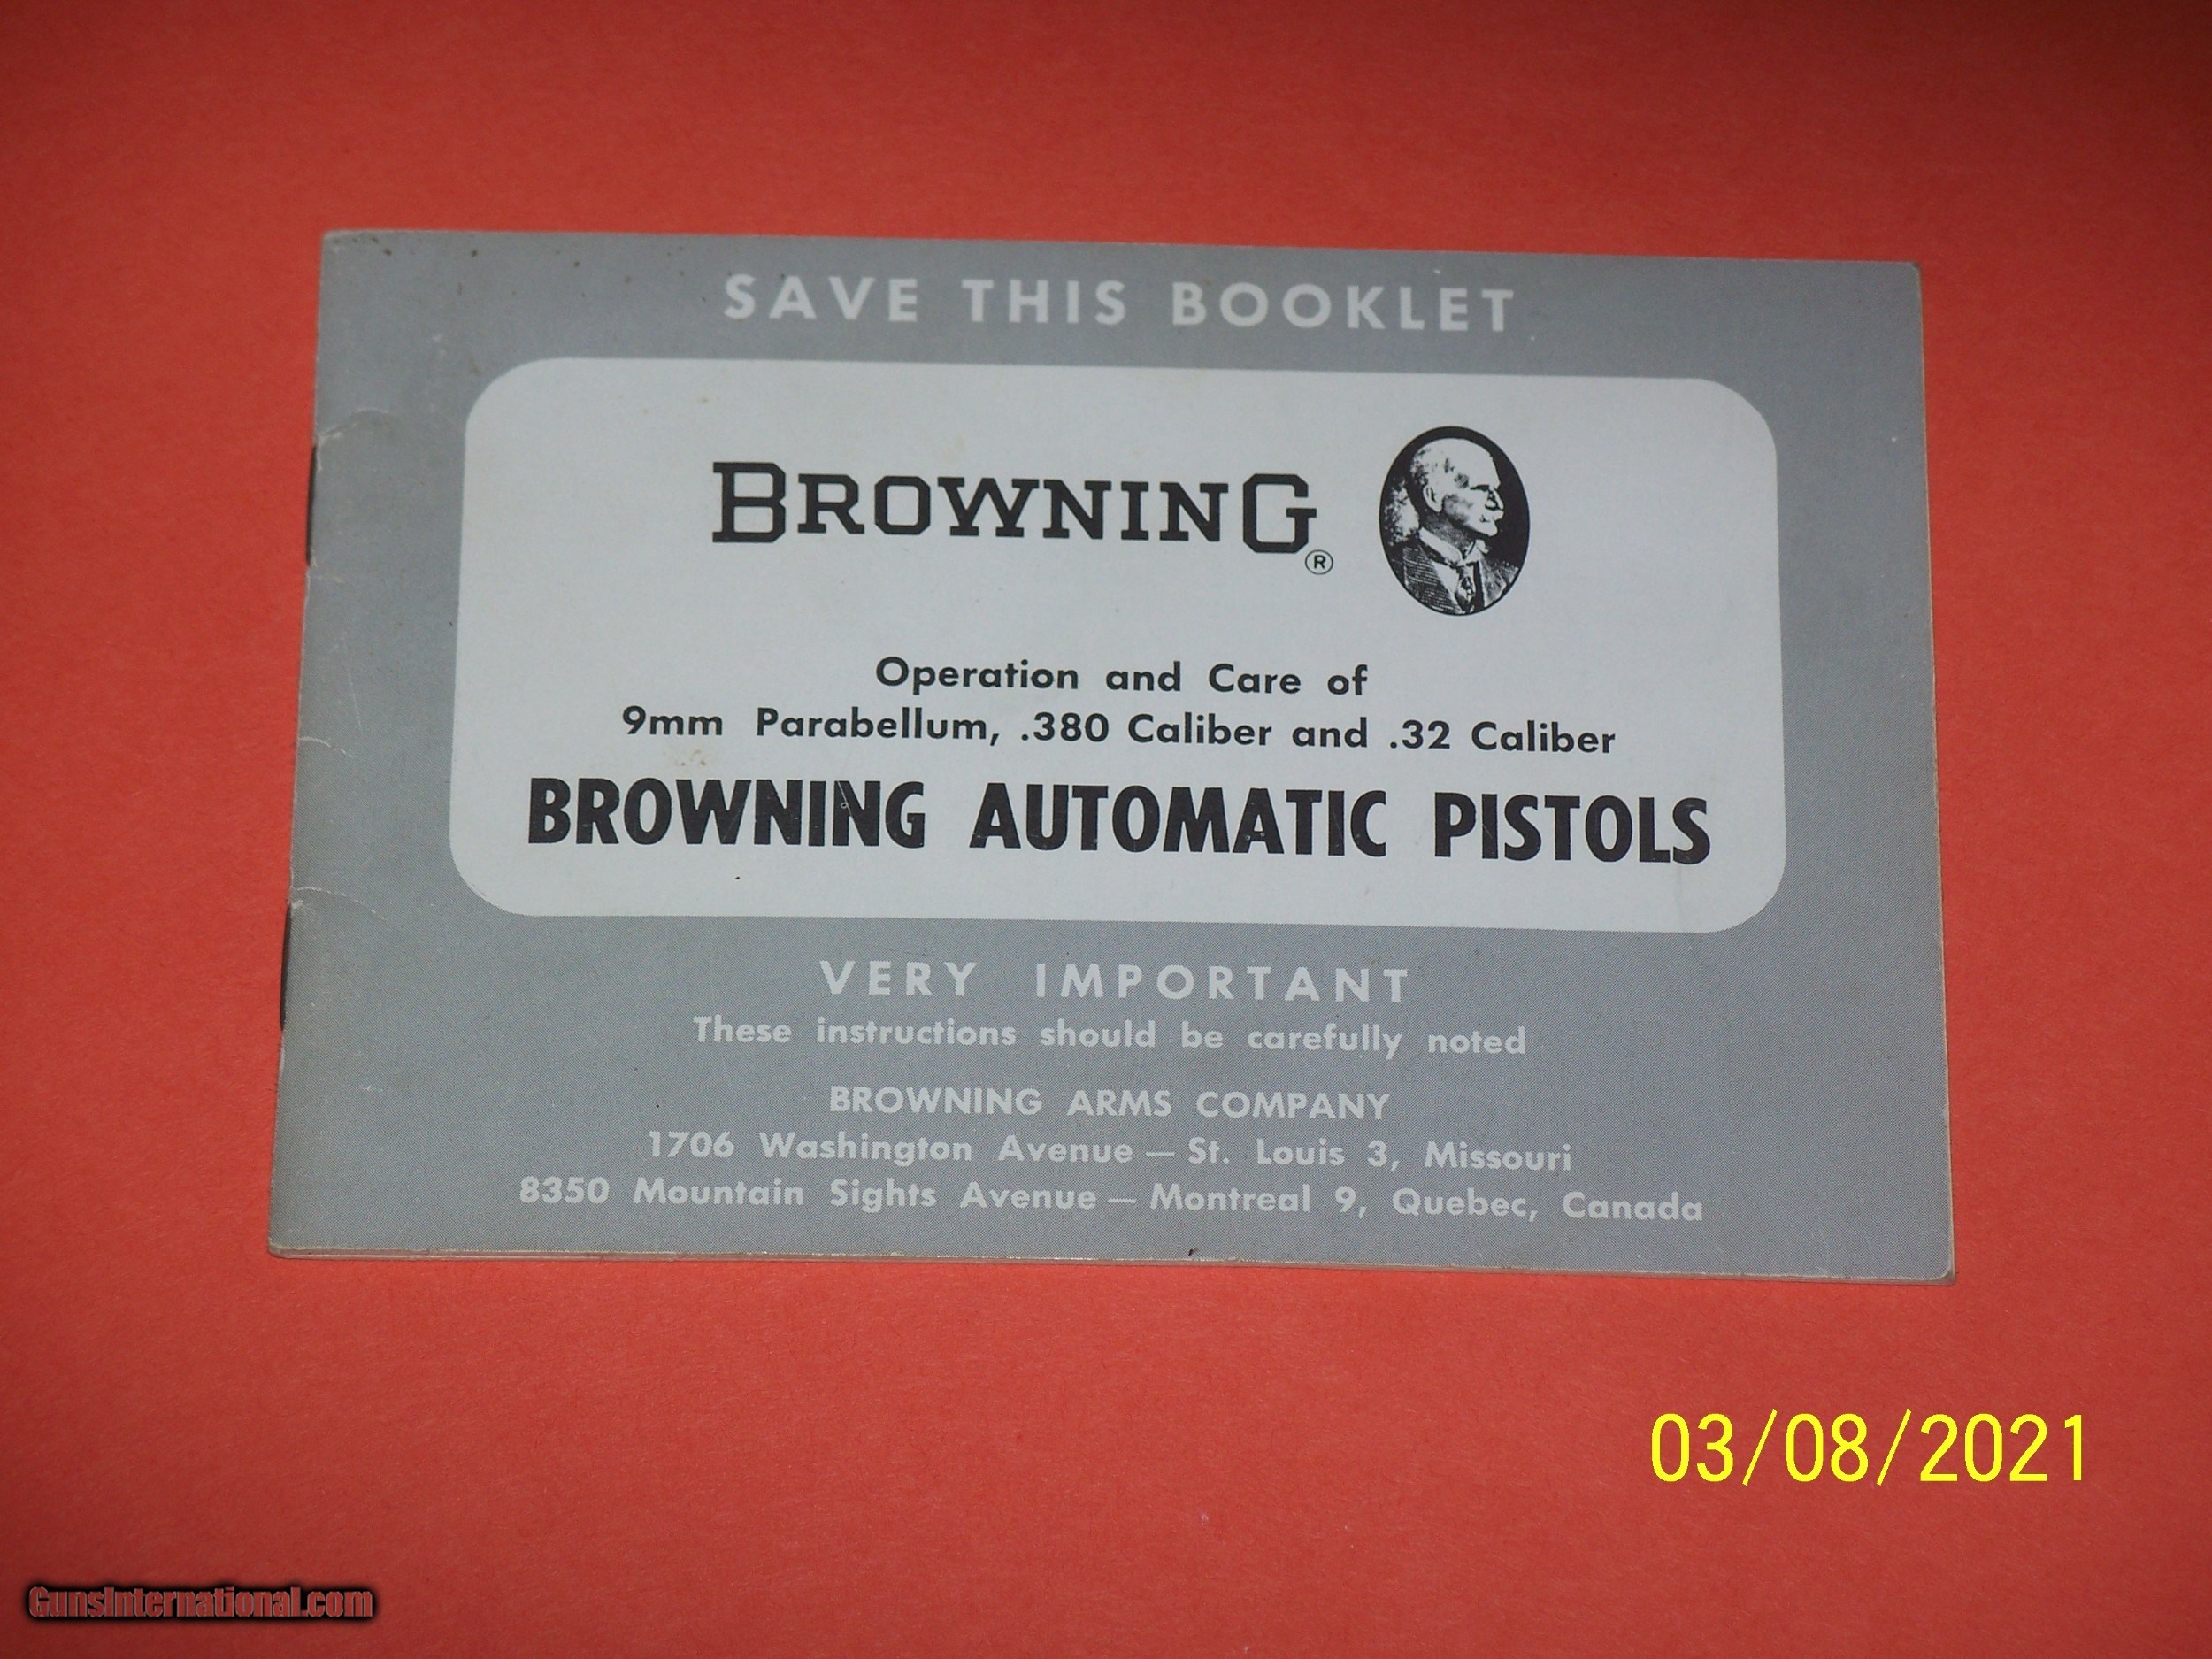 SAVE THIS BOOKLET
BROWNING®
Operation and Care of
9mm Parabellum, .380 Caliber and .32 Caliber
BROWNING AUTOMATIC PISTOLS
VERY IMPORTANT
These instructions should be carefully noted
BROWNING ARMS COMPANY
1706 Washington Avenue — St. Louis 3, Missouri
8350 Mountain Sights Avenue — Montreal 9, Quebec, Canada
03/08/2021
GunsInternational.com